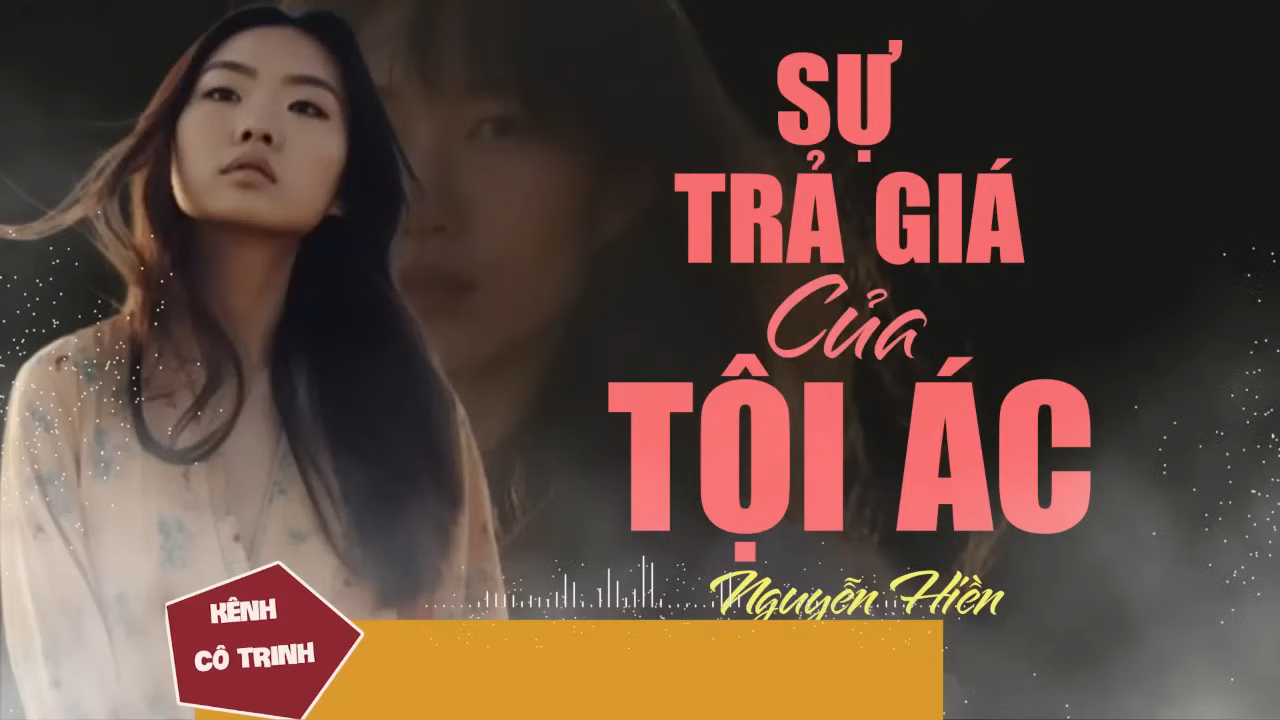 SỰ
TRẢ GIÁ
Của
TỘI ÁC
Nguyễn Hiền
KÊNH
CÔ TRINH